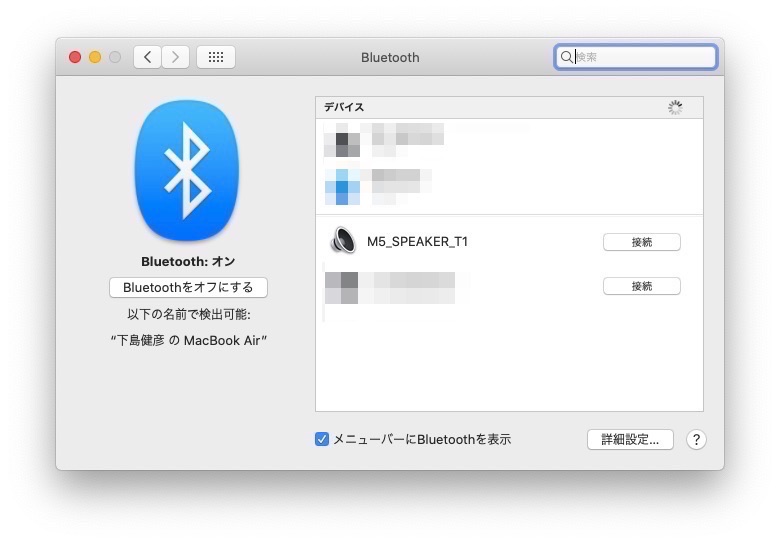 Bluetooth
検索
デバイス
M5_SPEAKER_T1
接続
接続
Bluetooth: オン
Bluetoothをオフにする
以下の名前で検出可能:
“下島健彦 の MacBook Air”
メニューバーにBluetoothを表示
詳細設定...
?